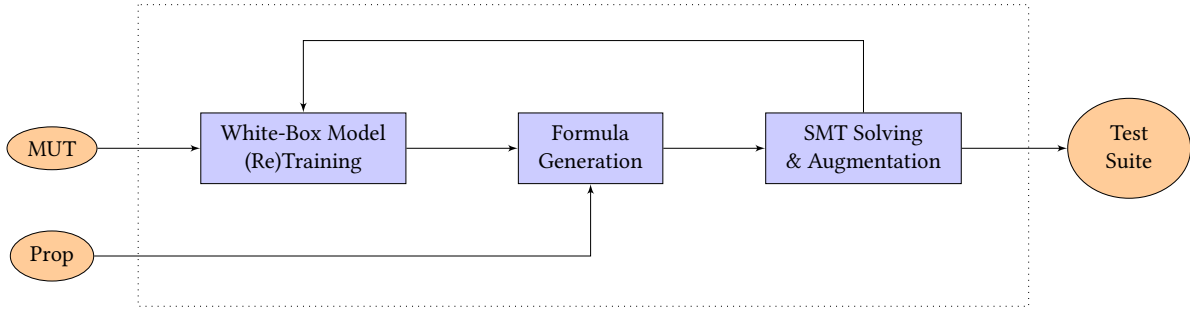 MUT
White-Box Model
(Re)Training
Formula
Generation
SMT Solving
& Augmentation
Test
Suite
Prop